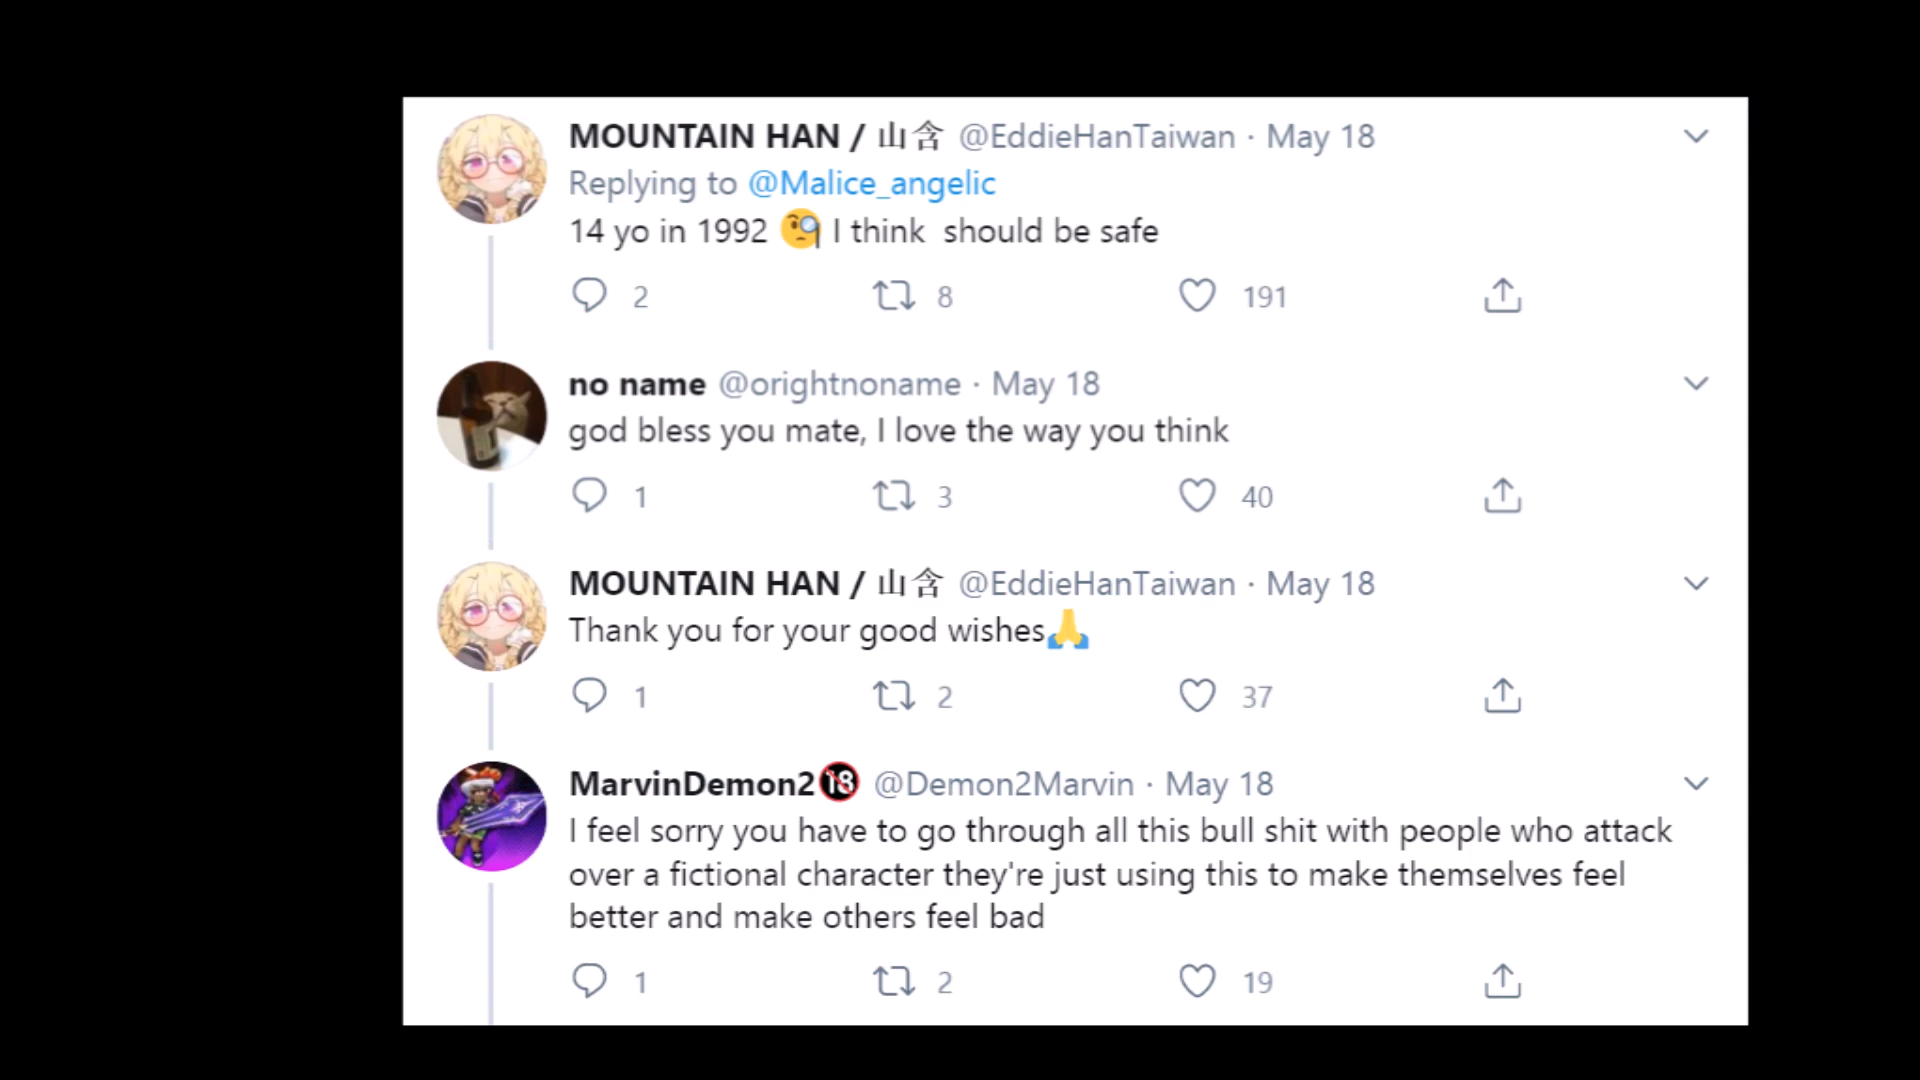 MOUNTAIN HAN / 山含 @EddieHanTaiwan · May 18
Replying to @Malice_angelic
14 yo in 1992 🧐 I think  should be safe
2 8 191
no name @orightnoname · May 18
god bless you mate, I love the way you think
1 3 40
MOUNTAIN HAN / 山含 @EddieHanTaiwan · May 18
Thank you for your good wishes🙏
1 2 37
MarvinDemon2🔞 @Demon2Marvin · May 18
I feel sorry you have to go through all this bull shit with people who attack
over a fictional character they're just using this to make themselves feel
better and make others feel bad
1 2 19